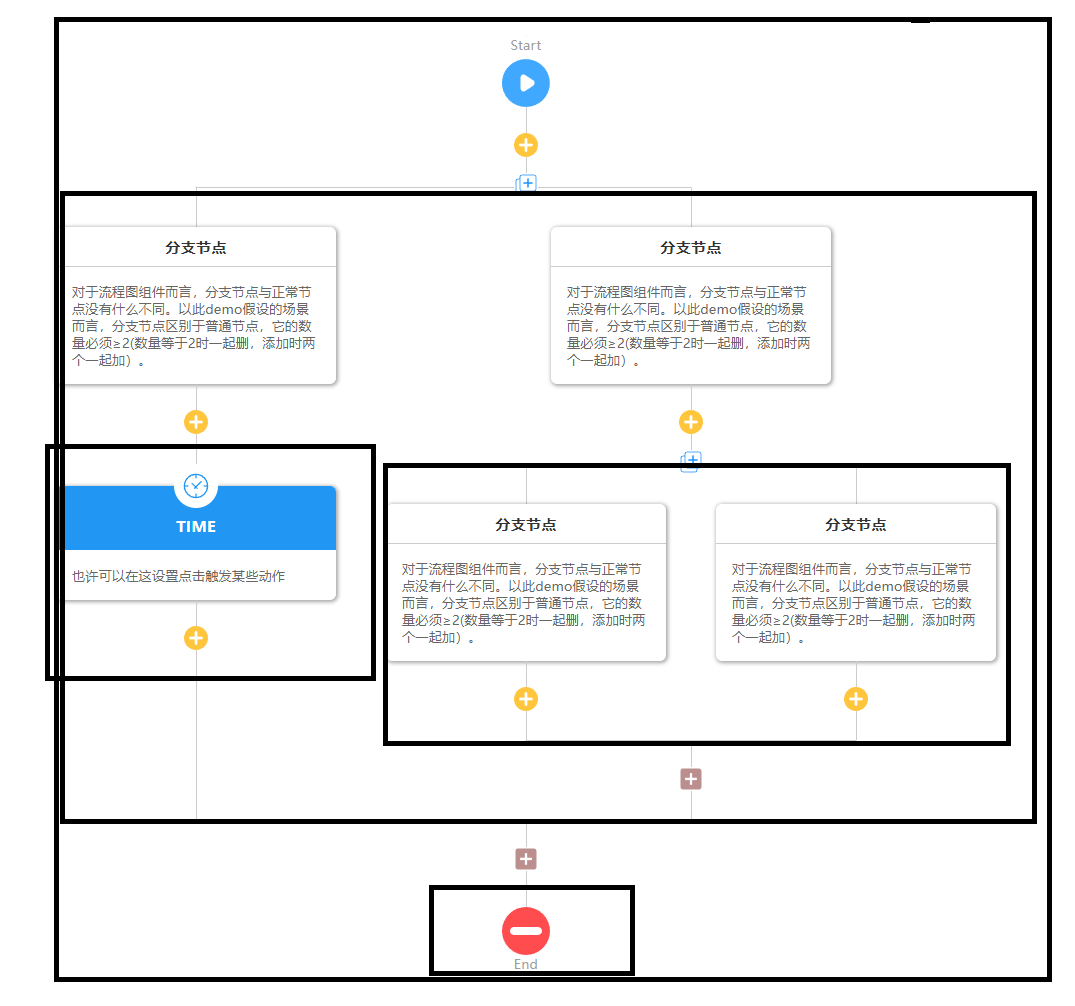 Start
分支节点
对于流程图组件而言，分支节点与正常节
点没有什么不同。以此demo假设的场景
而言，分支节点区别于普通节点，它的数
量必须≥2(数量等于2时一起删，添加时两
个一起加）。
分支节点
对于流程图组件而言，分支节点与正常节
点没有什么不同。以此demo假设的场景
而言，分支节点区别于普通节点，它的数
量必须≥2(数量等于2时一起删，添加时两
个一起加）。
TIME
也许可以在这设置点击触发某些动作
分支节点
对于流程图组件而言，分支节点与正常节
点没有什么不同。以此demo假设的场景
而言，分支节点区别于普通节点，它的数
量必须≥2(数量等于2时一起删，添加时两
个一起加）。
分支节点
对于流程图组件而言，分支节点与正常节
点没有什么不同。以此demo假设的场景
而言，分支节点区别于普通节点，它的数
量必须≥2(数量等于2时一起删，添加时两
个一起加）。
End